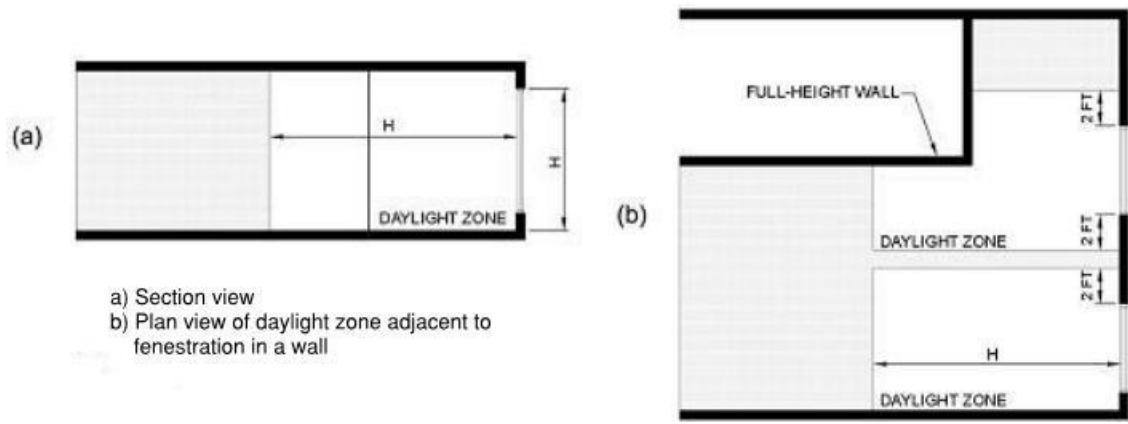 (a)
H
H
DAYLIGHT ZONE
a) Section view
b) Plan view of daylight zone adjacent to
fenestration in a wall
(b)
FULL-HEIGHT WALL
2 FT
2 FT
DAYLIGHT ZONE
2 FT
H
DAYLIGHT ZONE